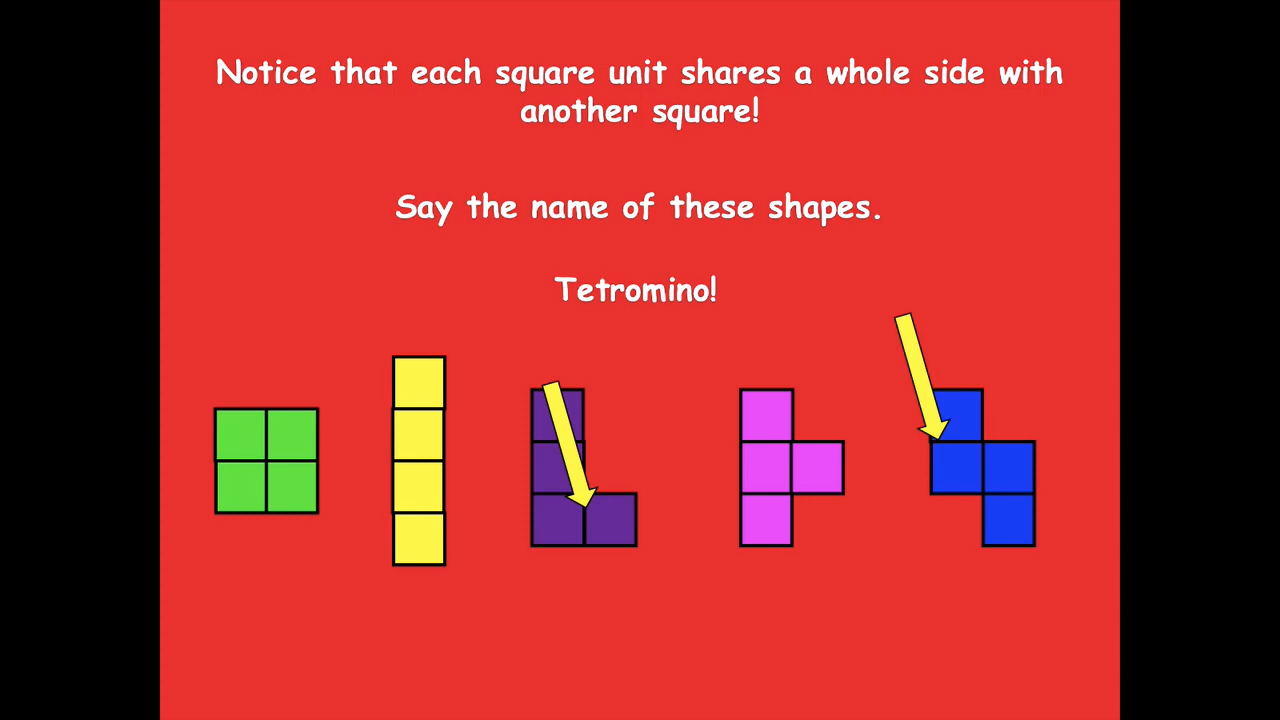 Notice that each square unit shares a whole side with
another square!
Say the name of these shapes.
Tetromino!